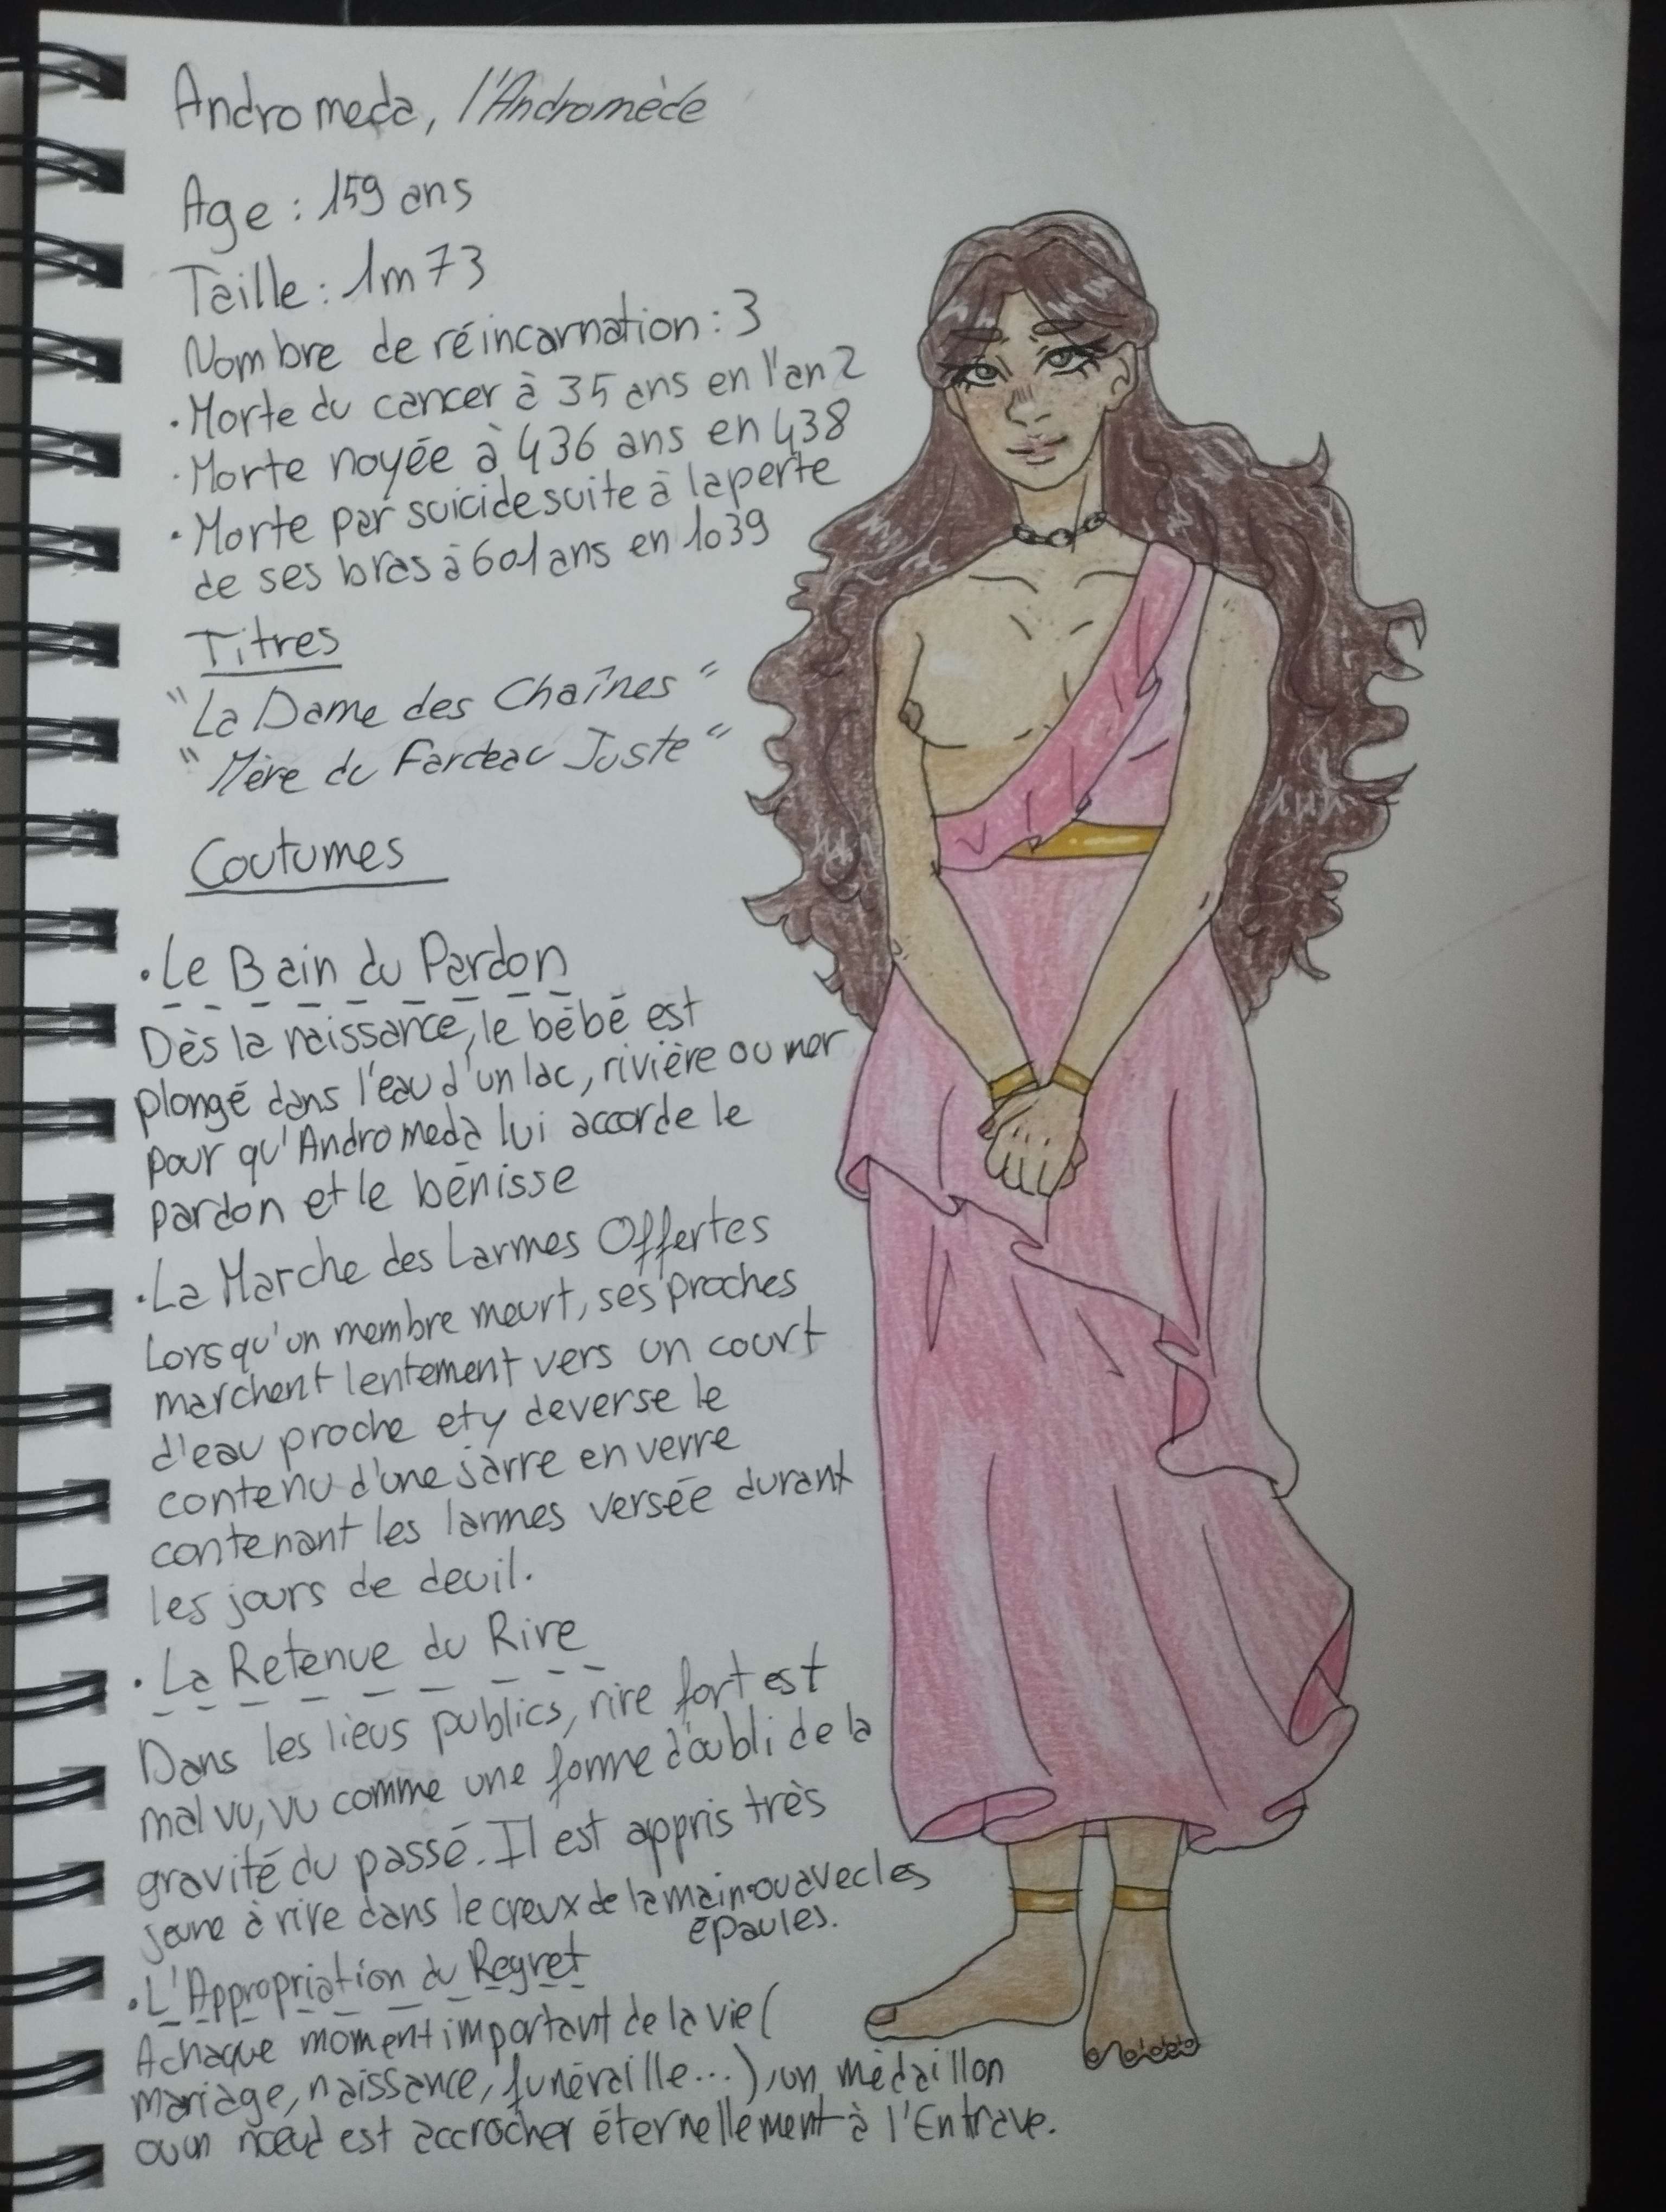 Andromeda, l'Andromède
Age : 159 ans
Taille : 1m73
Nombre de réincarnation : 3
• Morte du cancer à 35 ans en l'an 2
• Morte noyée à 436 ans en 438
• Morte par suicide suite à la perte
de ses bras à 601 ans en 1039
Titres
"La Dame des Chaînes"
"Mère du Fardeau Juste"
Coutumes
• Le Bain du Pardon
Dès la naissance, le bébé est
plongé dans l'eau d'un lac, rivière ou mer
pour qu'Andromeda lui accorde le
pardon et le bénisse
• La Marche des Larmes Offertes
Lorsqu'un membre meurt, ses proches
marchent lentement vers un court
d'eau proche et y deverse le
contenu d'une jarre en verre
contenant les larmes versée durant
les jours de deuil.
• La Retenue du Rire
Dans les lieus publics, rire fort est
mal vu, vu comme une forme d'oubli de la
gravité du passé. Il est appris très
jeune à rire dans le creux de la main ou avec les
épaules.
• L'Appropriation du Regret
A chaque moment important de la vie (
mariage, naissance, funéraille...), un médaillon
ou un nœud est accrocher éternellement à l'Entrave.